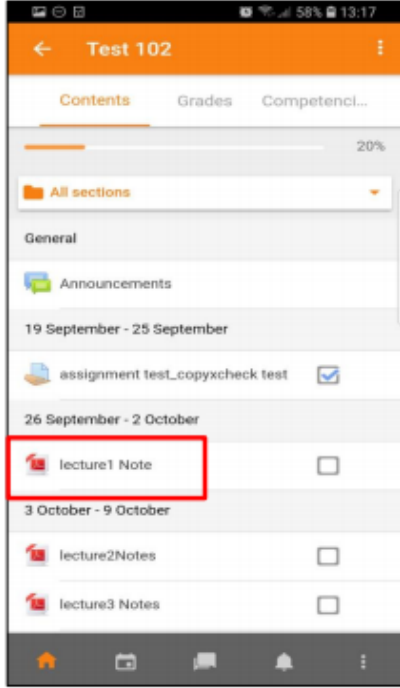 58% 13:17
Test 102
Contents Grades Competenci...
20%
All sections
General
Announcements
19 September - 25 September
assignment test_copyxcheck test
26 September - 2 October
lecture1 Note
3 October - 9 October
lecture2Notes
lecture3 Notes